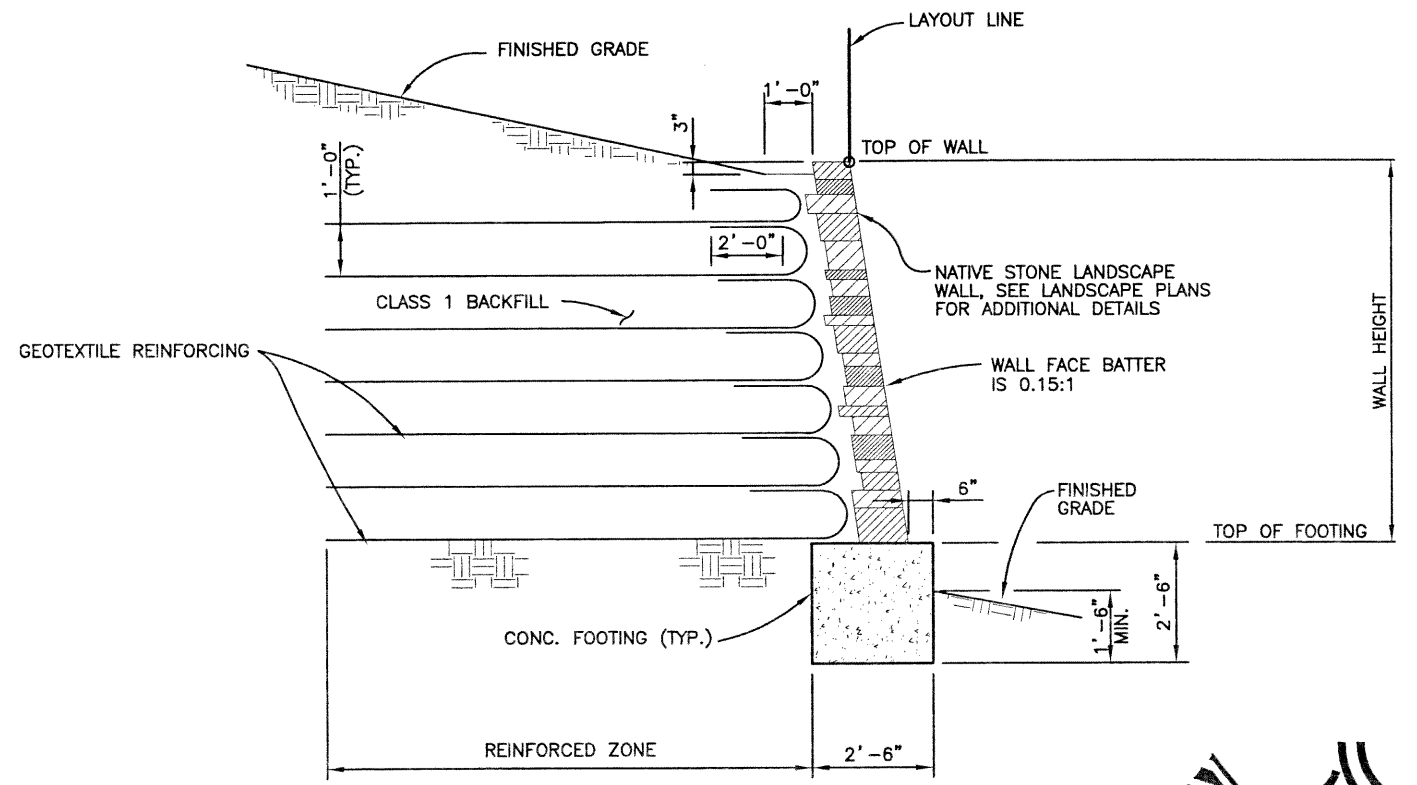 LAYOUT LINE
FINISHED GRADE
1'-0"
3"
TOP OF WALL
1'-0"
(TYP.)
2'-0"
NATIVE STONE LANDSCAPE
WALL, SEE LANDSCAPE PLANS
FOR ADDITIONAL DETAILS
CLASS 1 BACKFILL
GEOTEXTILE REINFORCING
WALL FACE BATTER
IS 0.15:1
WALL HEIGHT
6"
FINISHED
GRADE
TOP OF FOOTING
CONC. FOOTING (TYP.)
1'-6"
MIN.
2'-6"
REINFORCED ZONE
2'-6"